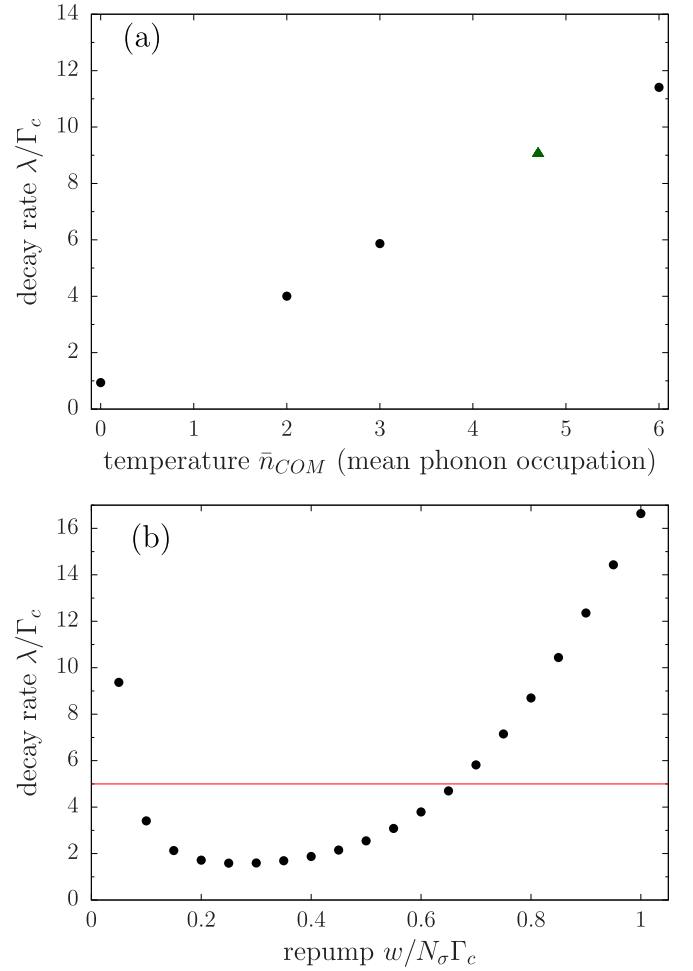 (a)
14
12
10
8
6
4
2
0
decay rate λ/Γc
0 1 2 3 4 5 6
temperature n̄COM (mean phonon occupation)
(b)
16
14
12
10
8
6
4
2
0
decay rate λ/Γc
0 0.2 0.4 0.6 0.8 1
repump w/NσΓc